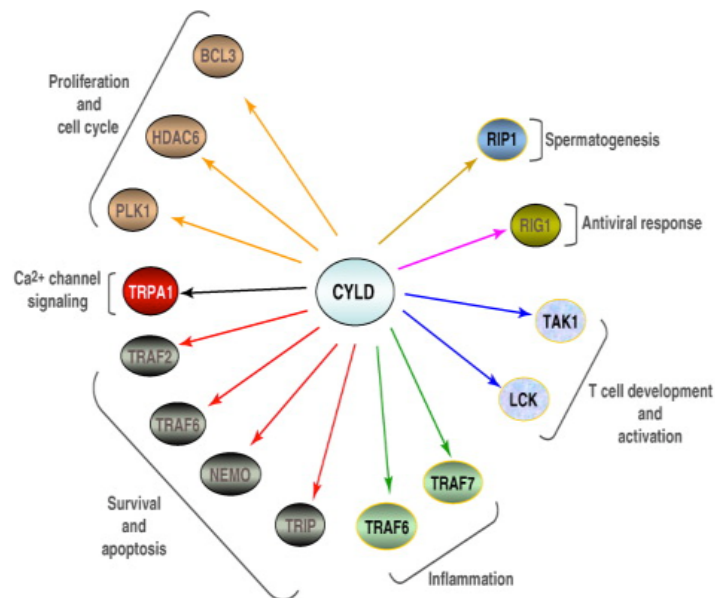 BCL3
Proliferation
and
cell cycle
HDAC6
PLK1
RIP1
Spermatogenesis
RIG1
Antiviral response
Ca2+ channel
signaling
TRPA1
CYLD
TAK1
LCK
T cell development
and
activation
TRAF2
TRAF6
NEMO
TRIP
Survival
and
apoptosis
TRAF6
TRAF7
Inflammation